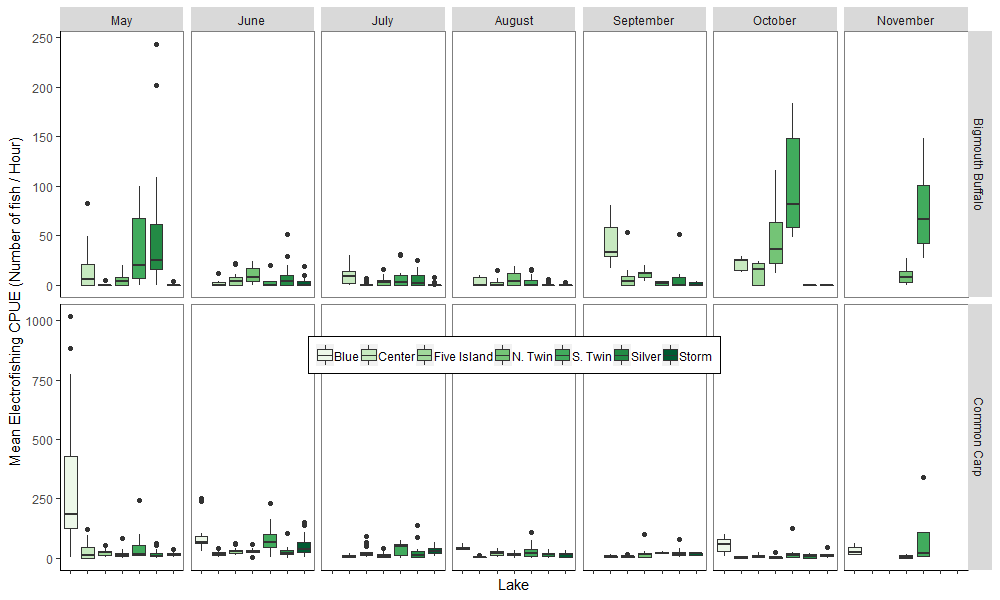 May June July August September October November
250
200
150
100
50
0
Bigmouth Buffalo
Mean Electrofishing CPUE (Number of fish / Hour)
1000
750
500
250
0
Blue Center Five Island N. Twin S. Twin Silver Storm
Common Carp
Lake